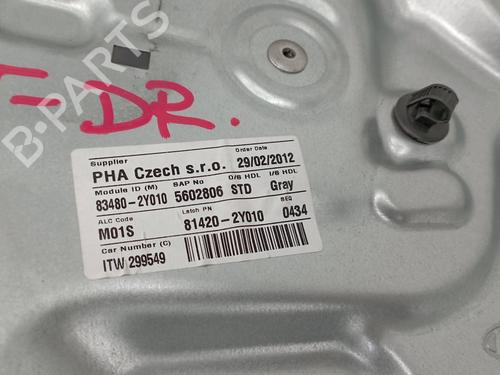 B-PARTS
-DR.
Supplier Order Date
PHA Czech s.r.o. 29/02/2012
Module ID (M) SAP No O/S HDL I/S HDL
83480-2Y010 5602806 STD Gray
ALC Code Latch PN SEQ
M01S 81420-2Y010 0434
Car Number (C)
ITW 299549